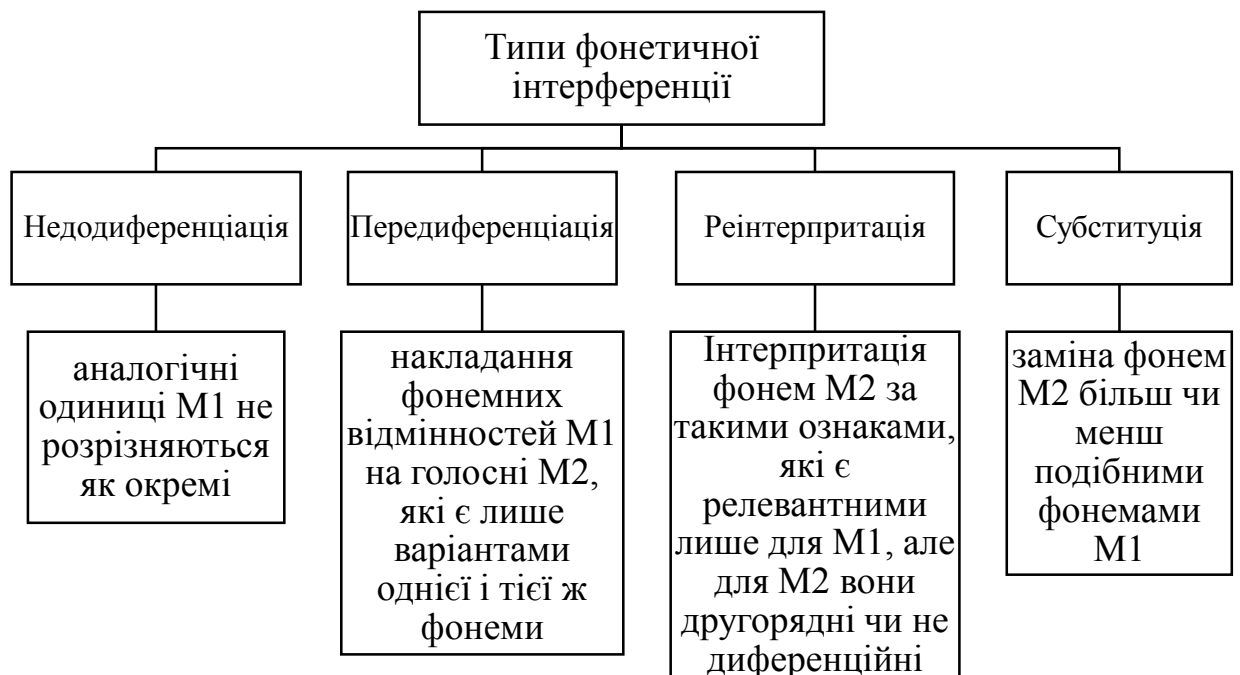 Типи фонетичної
інтерференції
Недодиференціація
Передиференціація
Реінтерпритація
Субституція
аналогічні
одиниці М1 не
розрізняються
як окремі
накладання
фонемних
відмінностей М1
на голосні М2,
які є лише
варіантами
однієї і тієї ж
фонеми
Інтерпритація
фонем М2 за
такими ознаками,
які є
релевантними
лише для М1, але
для М2 вони
другорядні чи не
диференційні
заміна фонем
М2 більш чи
менш
подібними
фонемами
М1